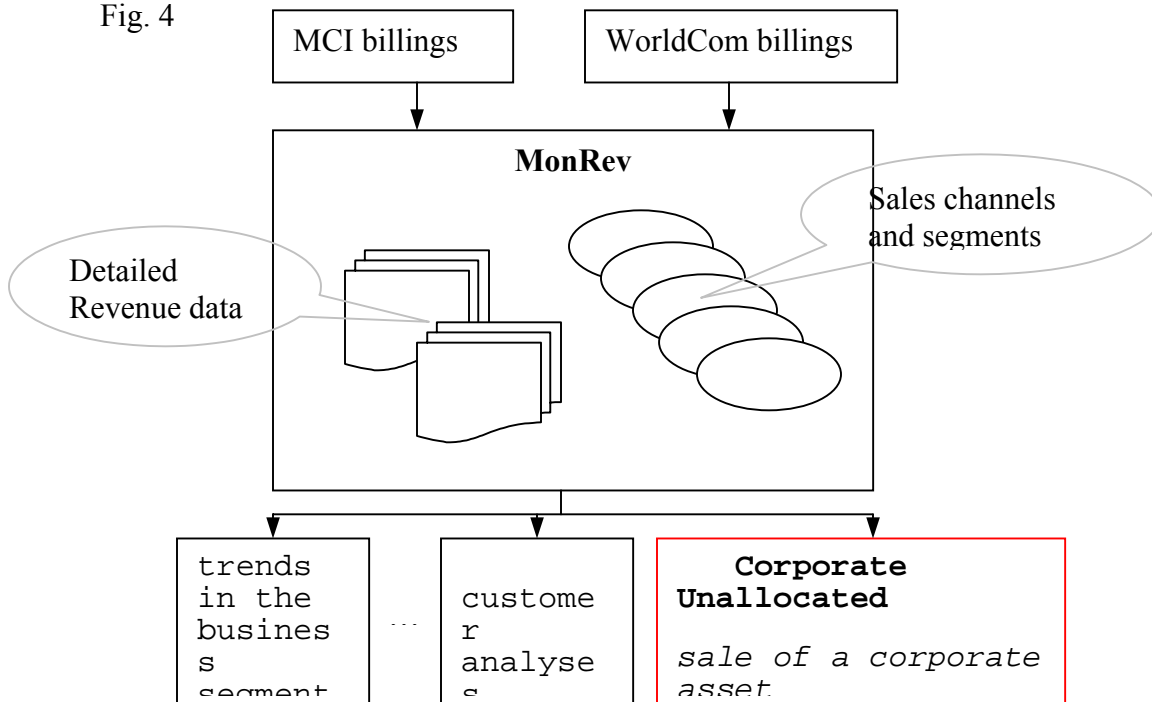 Fig. 4
MCI billings
WorldCom billings
MonRev
Sales channels
and segments
Detailed
Revenue data
trends
in the
busines
s
segment
...
custome
r
analyse
s
Corporate
Unallocated
sale of a corporate
asset